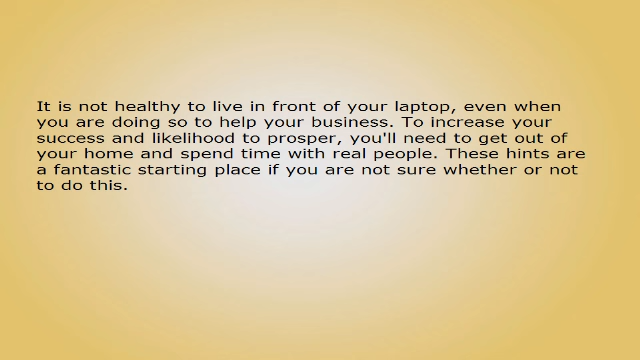 It is not healthy to live in front of your laptop, even when
you are doing so to help your business. To increase your
success and likelihood to prosper, you'll need to get out of
your home and spend time with real people. These hints are
a fantastic starting place if you are not sure whether or not
to do this.